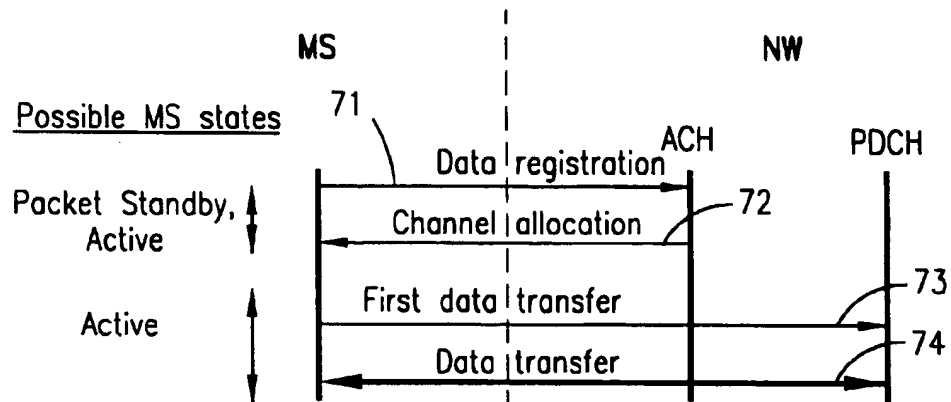 MS
NW
Possible MS states
71
ACH
PDCH
Data registration
Packet Standby,
Active
72
Channel allocation
73
First data transfer
Active
74
Data transfer